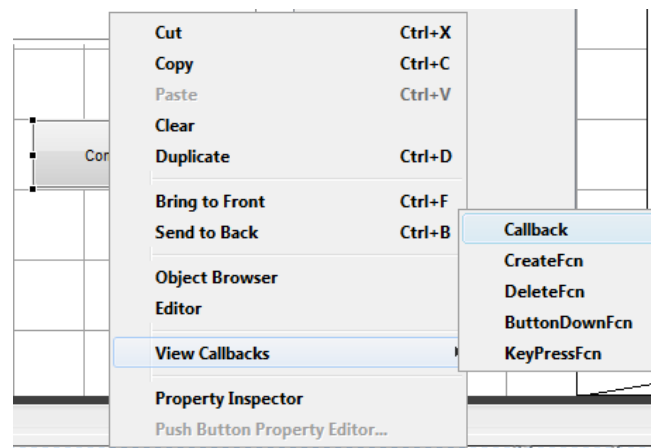 Cut Ctrl+X
Copy Ctrl+C
Paste Ctrl+V
Clear
Duplicate Ctrl+D
Bring to Front Ctrl+F
Send to Back Ctrl+B
Object Browser
Editor
View Callbacks
Property Inspector
Push Button Property Editor...
Callback
CreateFcn
DeleteFcn
ButtonDownFcn
KeyPressFcn